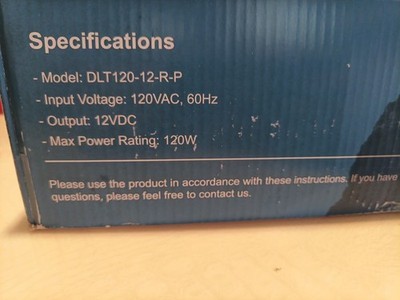 Specifications
- Model: DLT120-12-R-P
- Input Voltage: 120VAC, 60Hz
- Output: 12VDC
- Max Power Rating: 120W
Please use the product in accordance with these instructions. If you have
questions, please feel free to contact us.